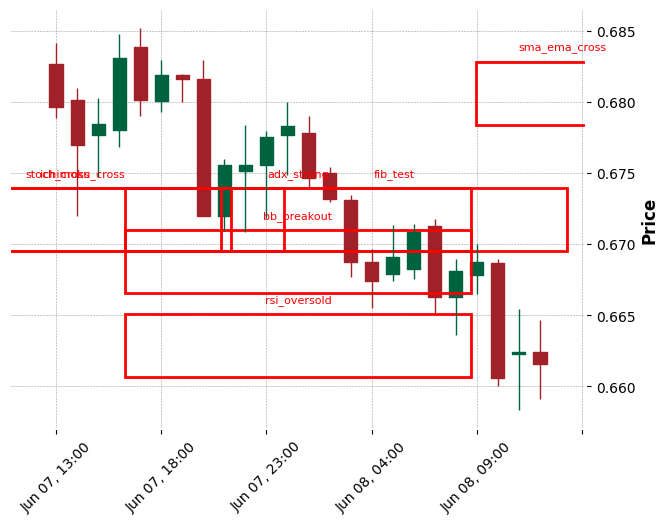 sma_ema_cross
0.685
0.680
0.675
ichimoku_cross
fib_test
bb_breakout
0.670
rsi_oversold
0.665
0.660
Price
Jun 07, 13:00
Jun 07, 18:00
Jun 07, 23:00
Jun 08, 04:00
Jun 08, 09:00